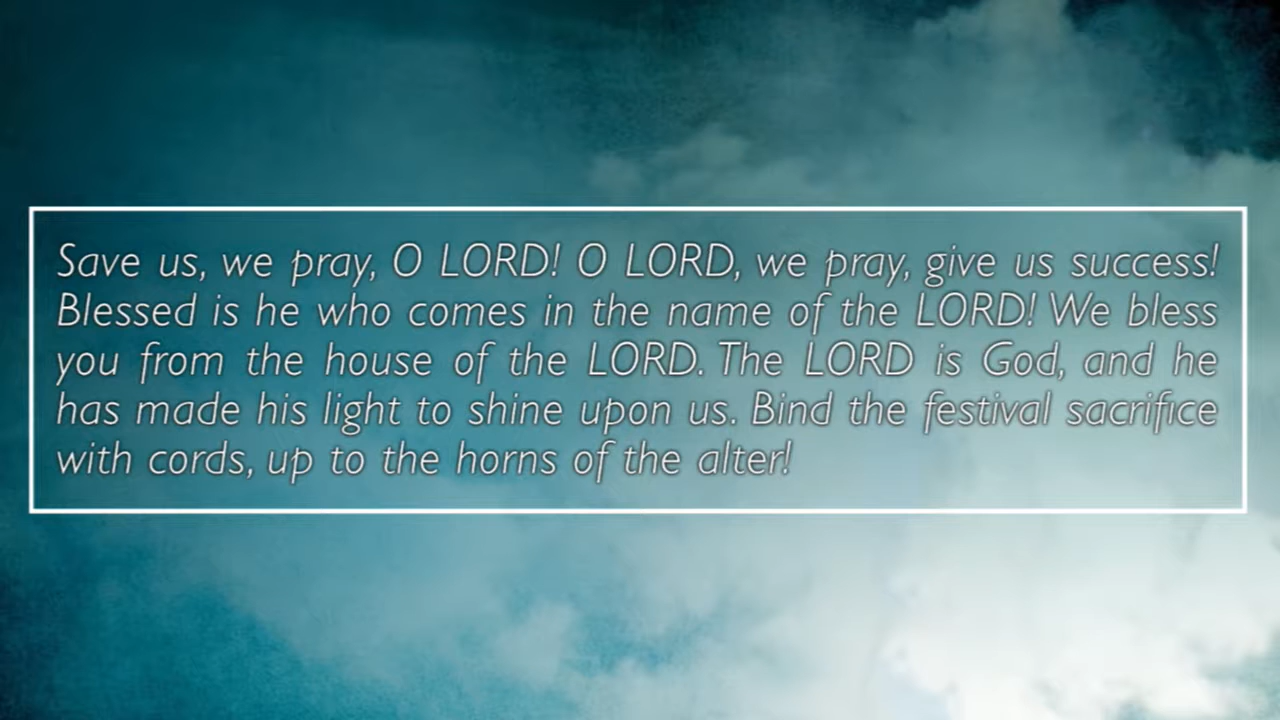 Save us, we pray, O LORD! O LORD, we pray, give us success!
Blessed is he who comes in the name of the LORD! We bless
you from the house of the LORD. The LORD is God, and he
has made his light to shine upon us. Bind the festival sacrifice
with cords, up to the horns of the alter!